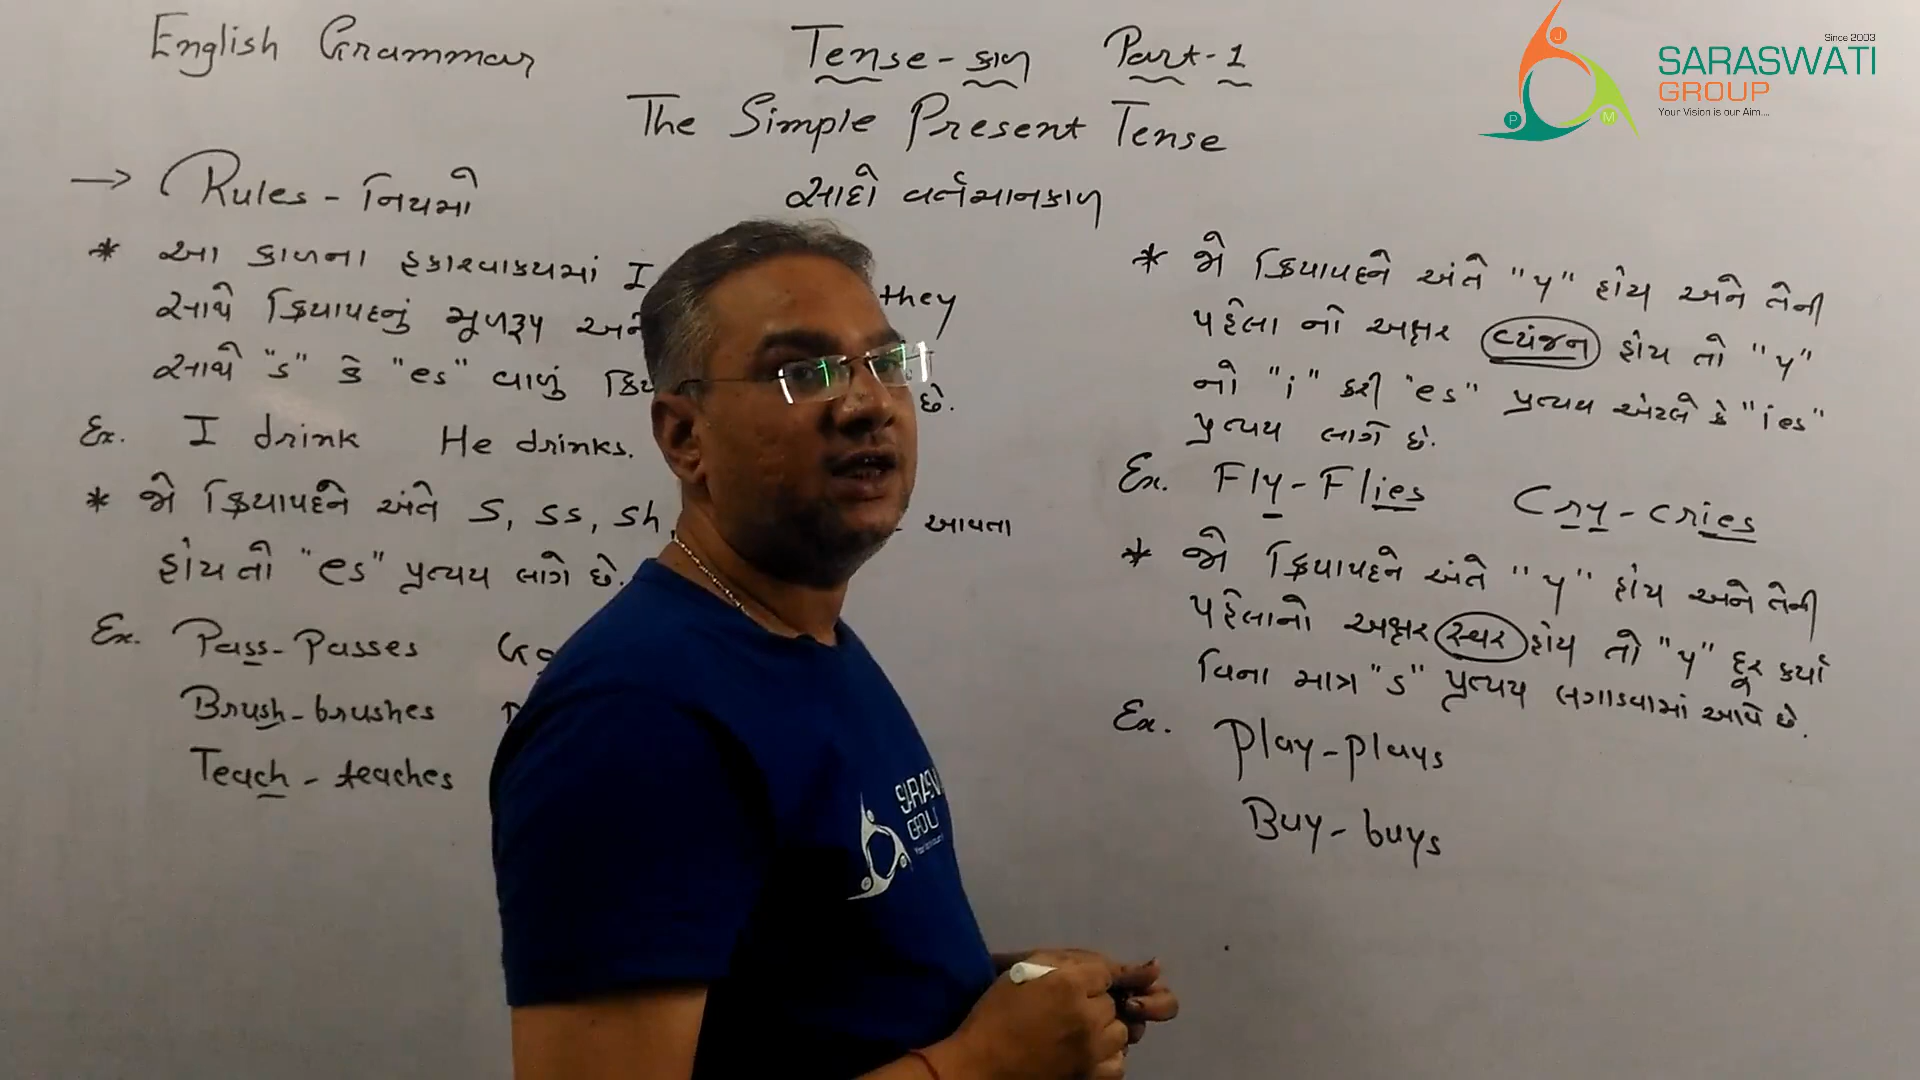 English Grammar
Tense - કાળ Part-1
The Simple Present Tense
સાદો વર્તમાનકાળ
→ Rules - નિયમો
* આ કાળના હકારવાક્યમાં I they
સાથે ક્રિયાપદનું મૂળરૂપ અને
સાથે "s" કે "es" વાળું ક્રિ છે.
Ex. I drink He drinks.
* જો ક્રિયાપદને અંતે s, ss, sh, આવતા
હોય તો "es" પ્રત્યય લાગે છે.
Ex. Pass - Passes Go
Brush - brushes
Teach - teaches
* જો ક્રિયાપદને અંતે "y" હોય અને તેની
પહેલા નો અક્ષર વ્યંજન હોય તો "y"
નો "i" કરી "es" પ્રત્યય એટલે કે "ies"
પ્રત્યય લાગે છે.
Ex. Fly - Flies Cry - cries
* જો ક્રિયાપદને અંતે "y" હોય અને તેની
પહેલાનો અક્ષર સ્વર હોય તો "y" દૂર કર્યા
વિના માત્ર "s" પ્રત્યય લગાડવામાં આવે છે.
Ex. Play - plays
Buy - buys
Since 2003
SARASWATI
GROUP
Your Vision is our Aim....
J
P
M
SARASW
GROU